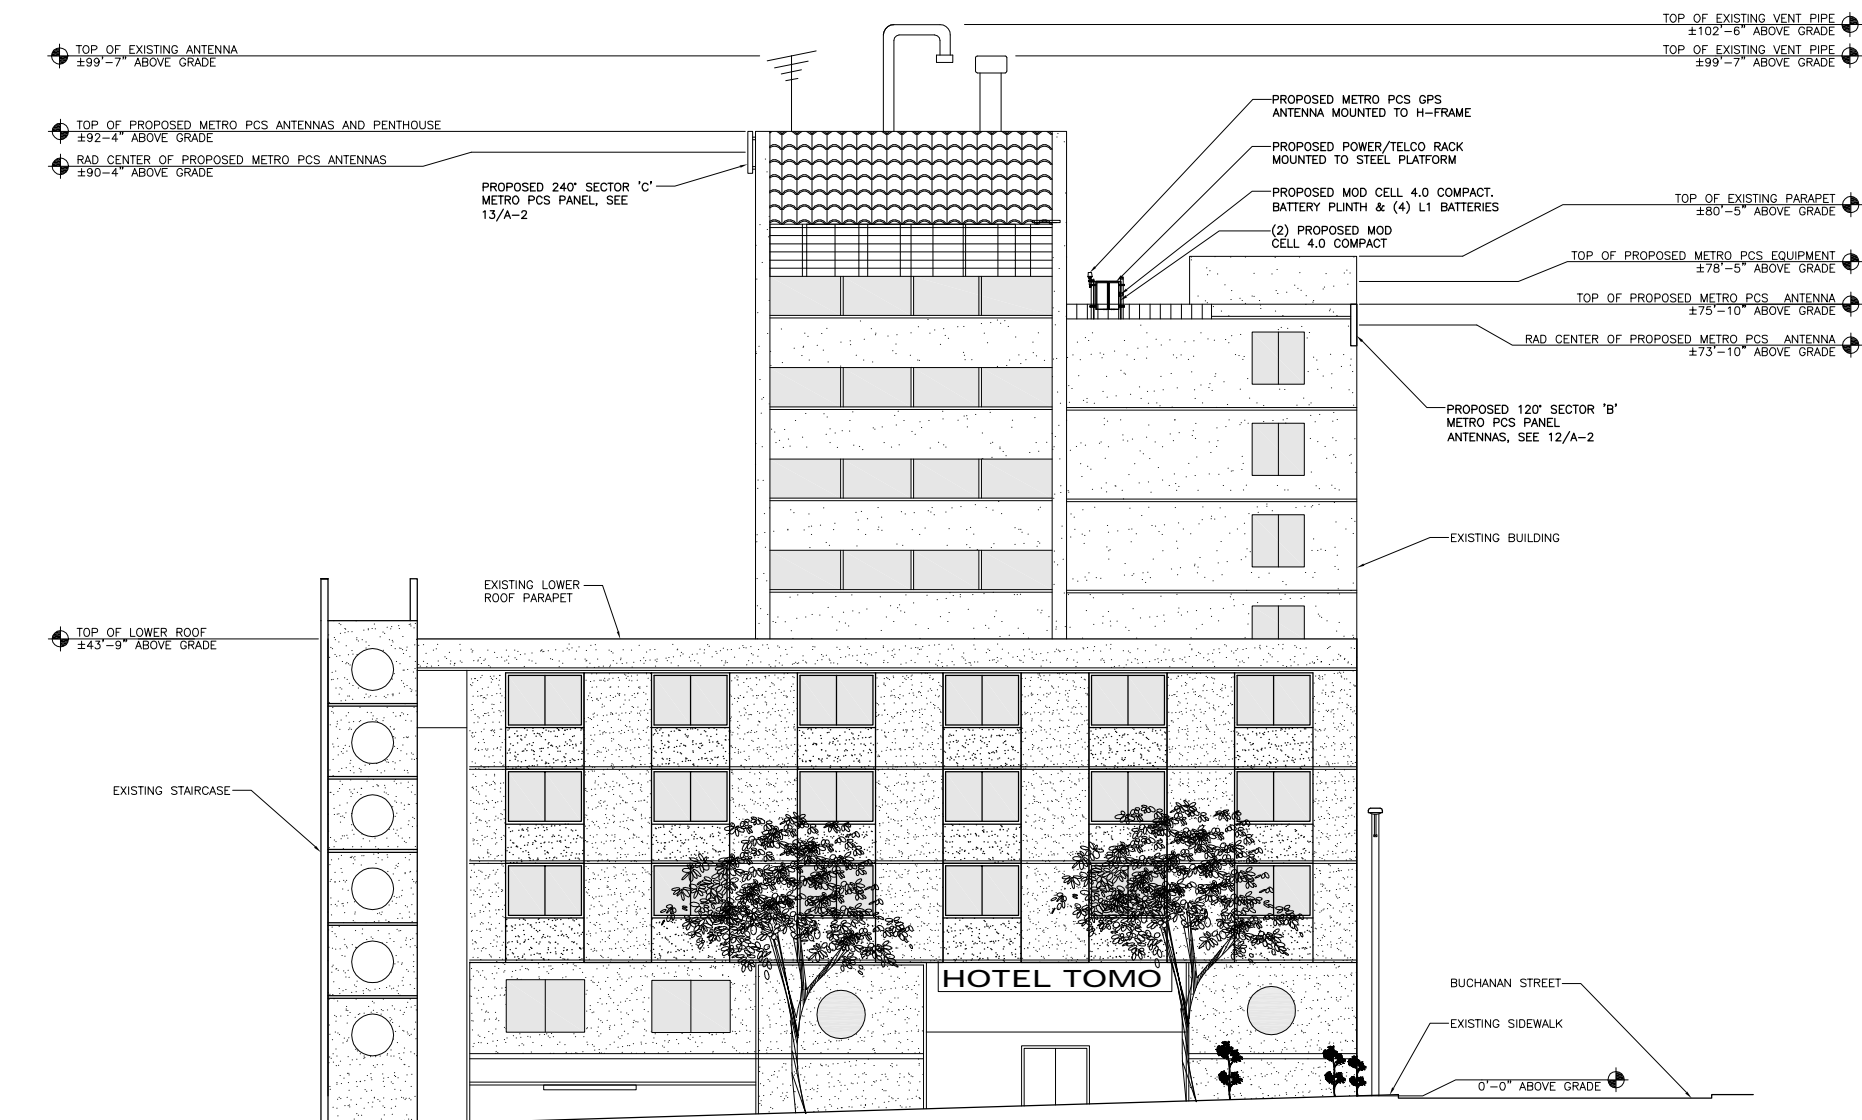 TOP OF EXISTING VENT PIPE
±102'-6" ABOVE GRADE
TOP OF EXISTING ANTENNA
±99'-7" ABOVE GRADE
TOP OF EXISTING VENT PIPE
±99'-7" ABOVE GRADE
PROPOSED METRO PCS GPS
ANTENNA MOUNTED TO H-FRAME
TOP OF PROPOSED METRO PCS ANTENNAS AND PENTHOUSE
±92-4" ABOVE GRADE
RAD CENTER OF PROPOSED METRO PCS ANTENNAS
±90-4" ABOVE GRADE
PROPOSED POWER/TELCO RACK
MOUNTED TO STEEL PLATFORM
PROPOSED 240° SECTOR 'C'
METRO PCS PANEL, SEE
13/A-2
PROPOSED MOD CELL 4.0 COMPACT.
BATTERY PLINTH & (4) L1 BATTERIES
TOP OF EXISTING PARAPET
±80'-5" ABOVE GRADE
(2) PROPOSED MOD
CELL 4.0 COMPACT
TOP OF PROPOSED METRO PCS EQUIPMENT
±78'-5" ABOVE GRADE
TOP OF PROPOSED METRO PCS ANTENNA
±75'-10" ABOVE GRADE
RAD CENTER OF PROPOSED METRO PCS ANTENNA
±73'-10" ABOVE GRADE
PROPOSED 120° SECTOR 'B'
METRO PCS PANEL
ANTENNAS, SEE 12/A-2
EXISTING BUILDING
EXISTING LOWER
ROOF PARAPET
TOP OF LOWER ROOF
±43'-9" ABOVE GRADE
EXISTING STAIRCASE
HOTEL TOMO
BUCHANAN STREET
EXISTING SIDEWALK
0'-0" ABOVE GRADE